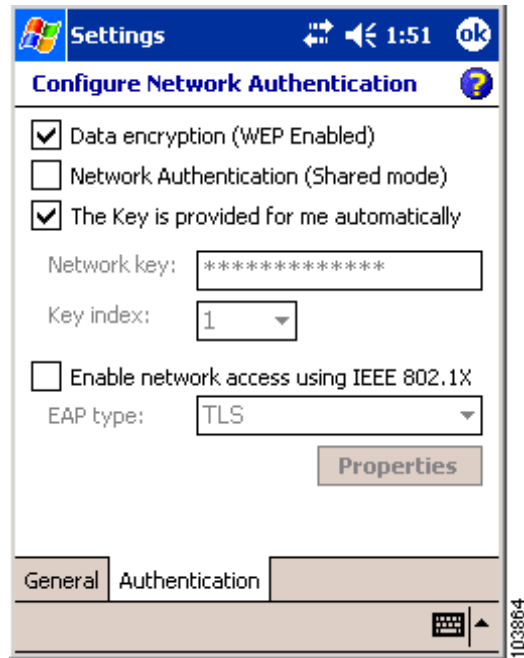 Settings 1:51 ok
Configure Network Authentication ?
Data encryption (WEP Enabled)
Network Authentication (Shared mode)
The Key is provided for me automatically
Network key: *************
Key index: 1
Enable network access using IEEE 802.1X
EAP type: TLS
Properties
General Authentication
103864